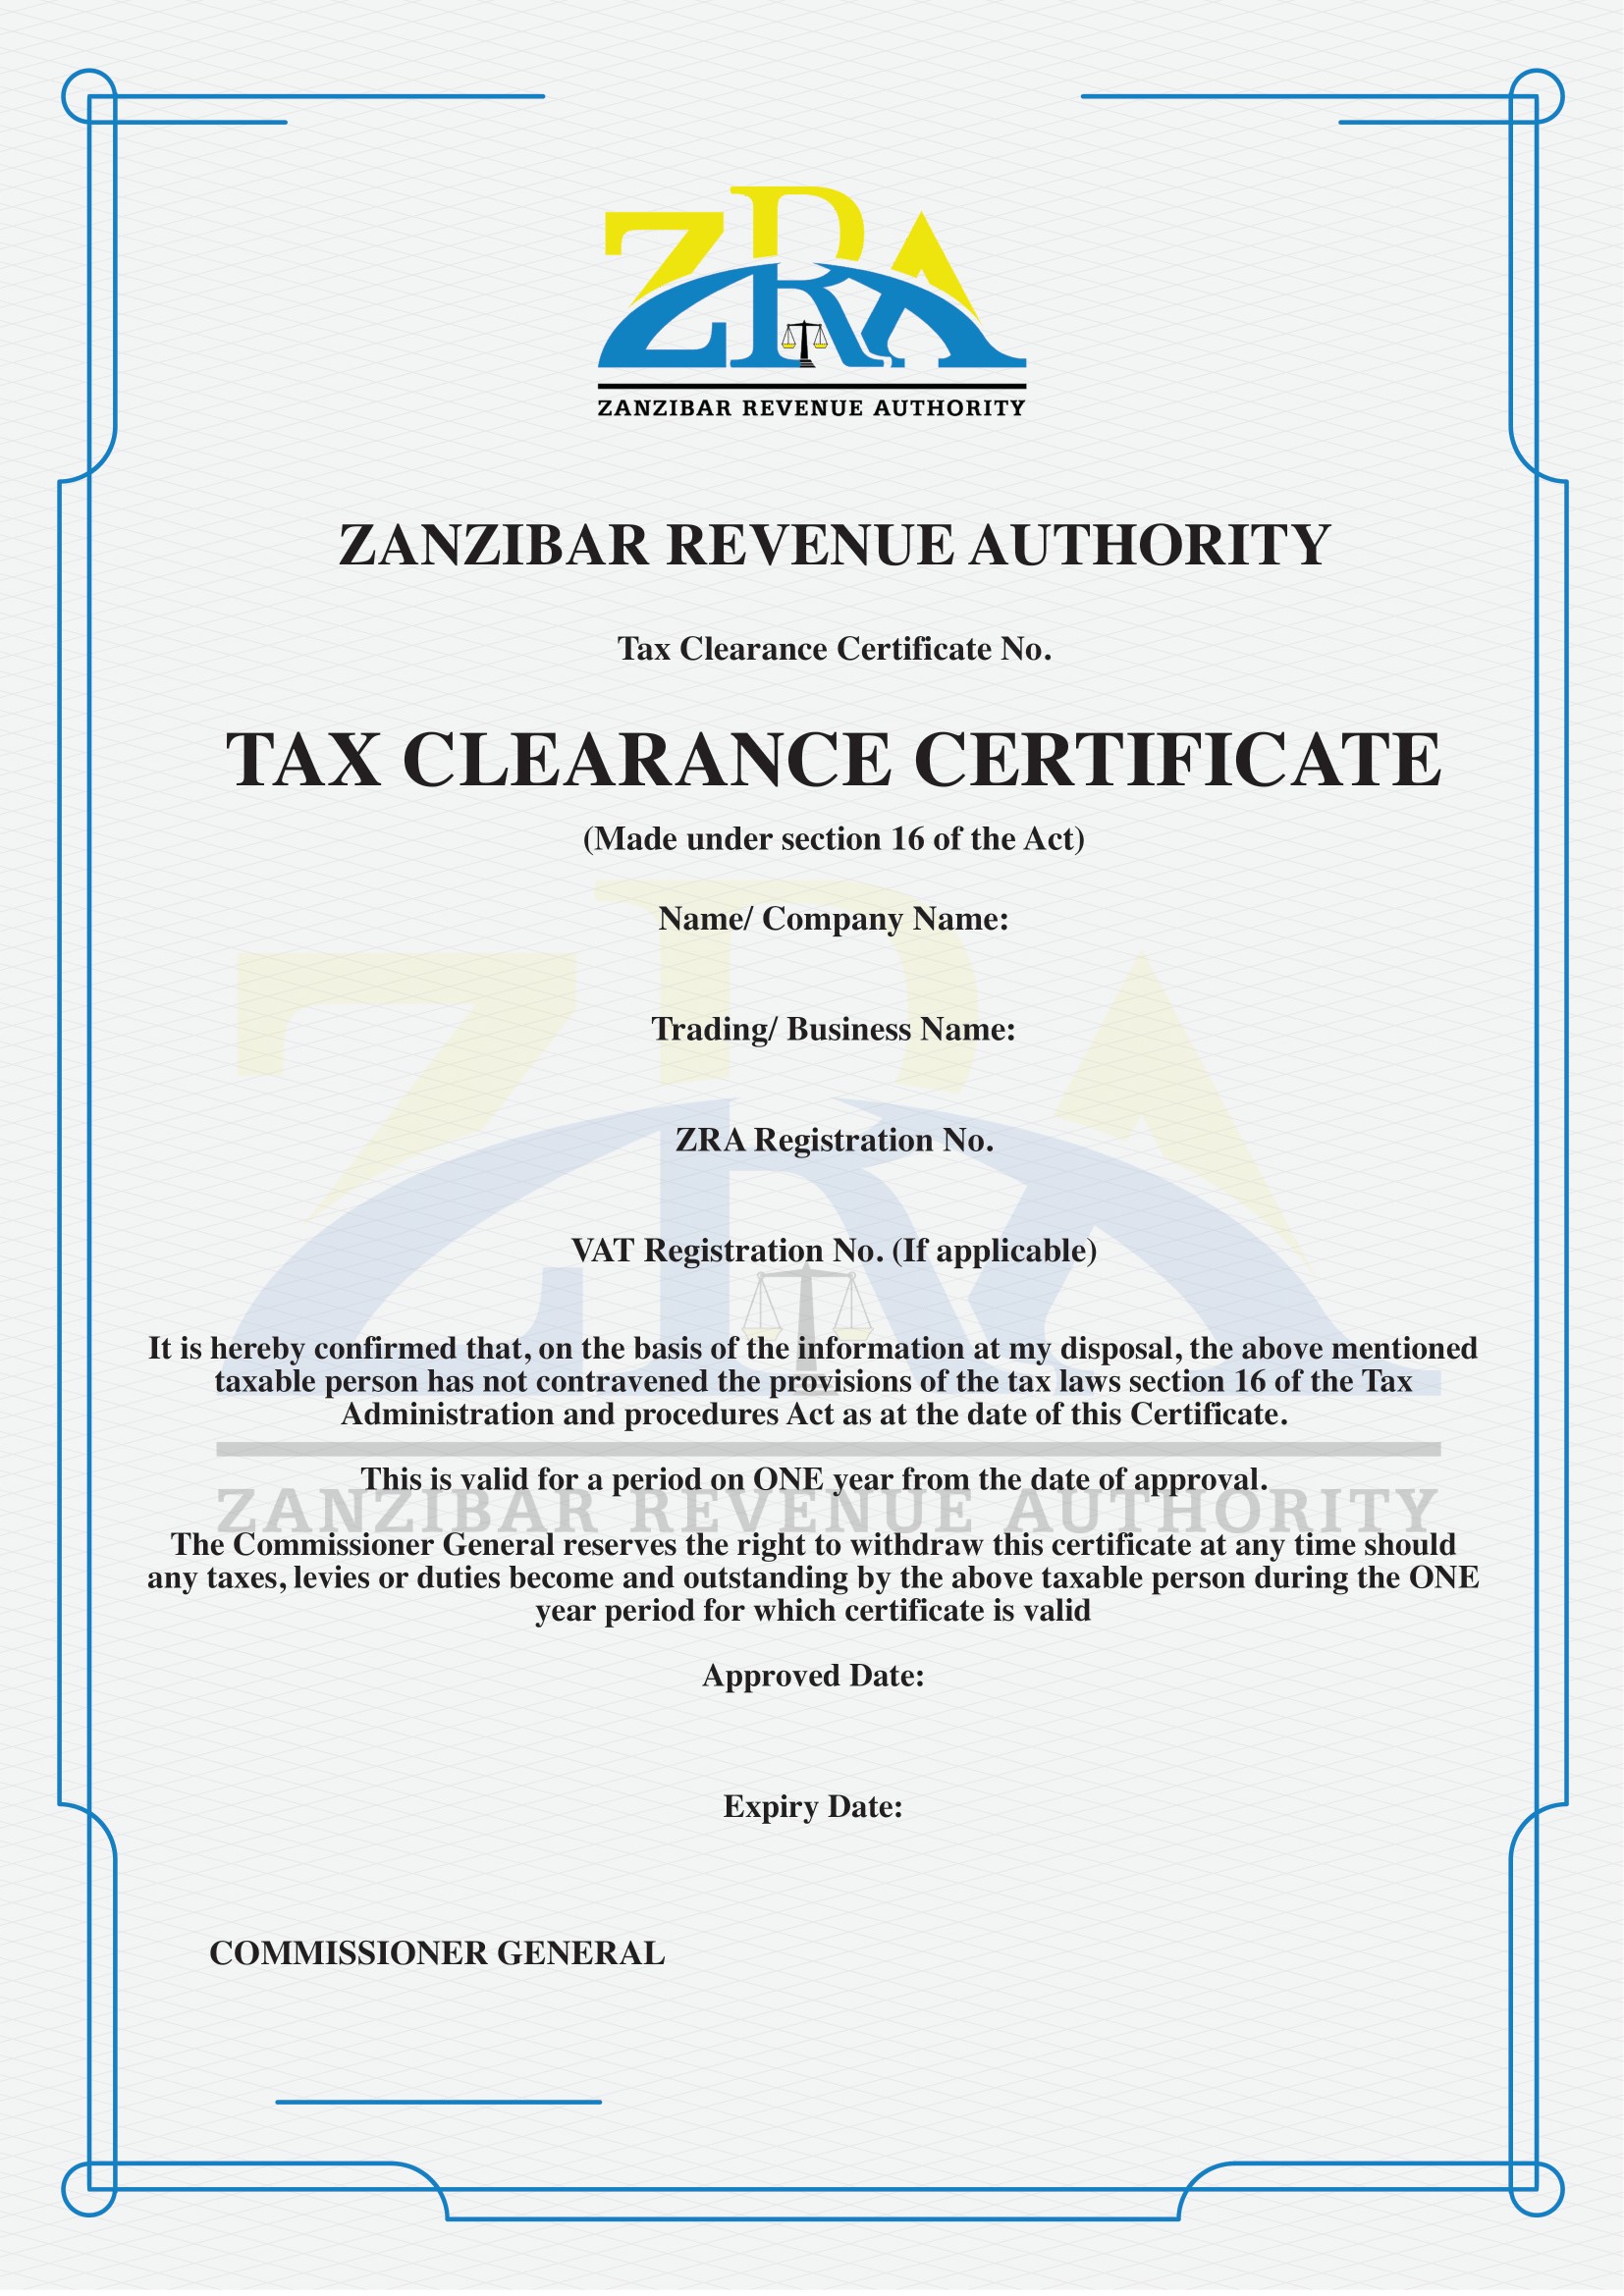 ZRA
ZANZIBAR REVENUE AUTHORITY
ZANZIBAR REVENUE AUTHORITY
Tax Clearance Certificate No.
TAX CLEARANCE CERTIFICATE
(Made under section 16 of the Act)
Name/ Company Name:
Trading/ Business Name:
ZRA Registration No.
VAT Registration No. (If applicable)
ZRA
It is hereby confirmed that, on the basis of the information at my disposal, the above mentioned
taxable person has not contravened the provisions of the tax laws section 16 of the Tax
Administration and procedures Act as at the date of this Certificate.
This is valid for a period on ONE year from the date of approval.
ZANZIBAR REVENUE AUTHORITY
The Commissioner General reserves the right to withdraw this certificate at any time should
any taxes, levies or duties become and outstanding by the above taxable person during the ONE
year period for which certificate is valid
Approved Date:
Expiry Date:
COMMISSIONER GENERAL